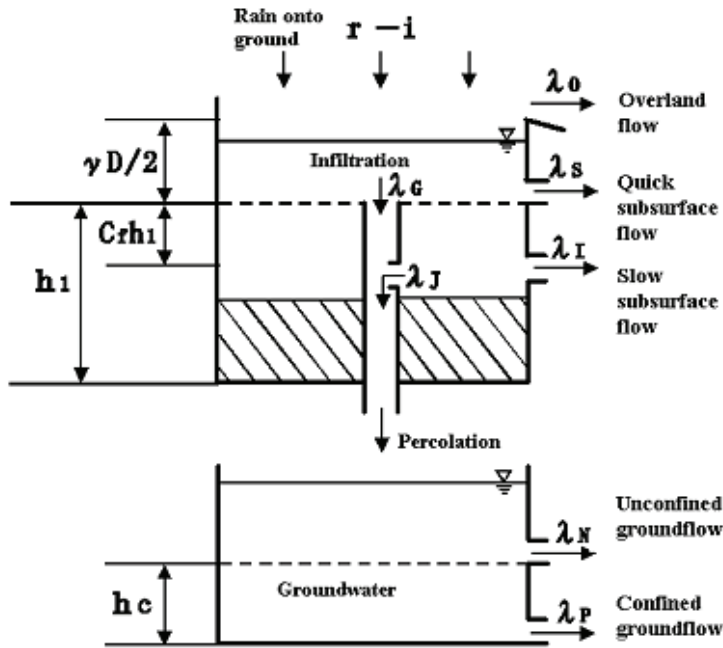 Rain onto
ground
r - i
λO
Overland
flow
γD/2
Infiltration
λS
Quick
subsurface
flow
λG
Crh1
λI
Slow
subsurface
flow
λJ
h1
Percolation
Unconfined
groundflow
λN
hc
Groundwater
λP
Confined
groundflow